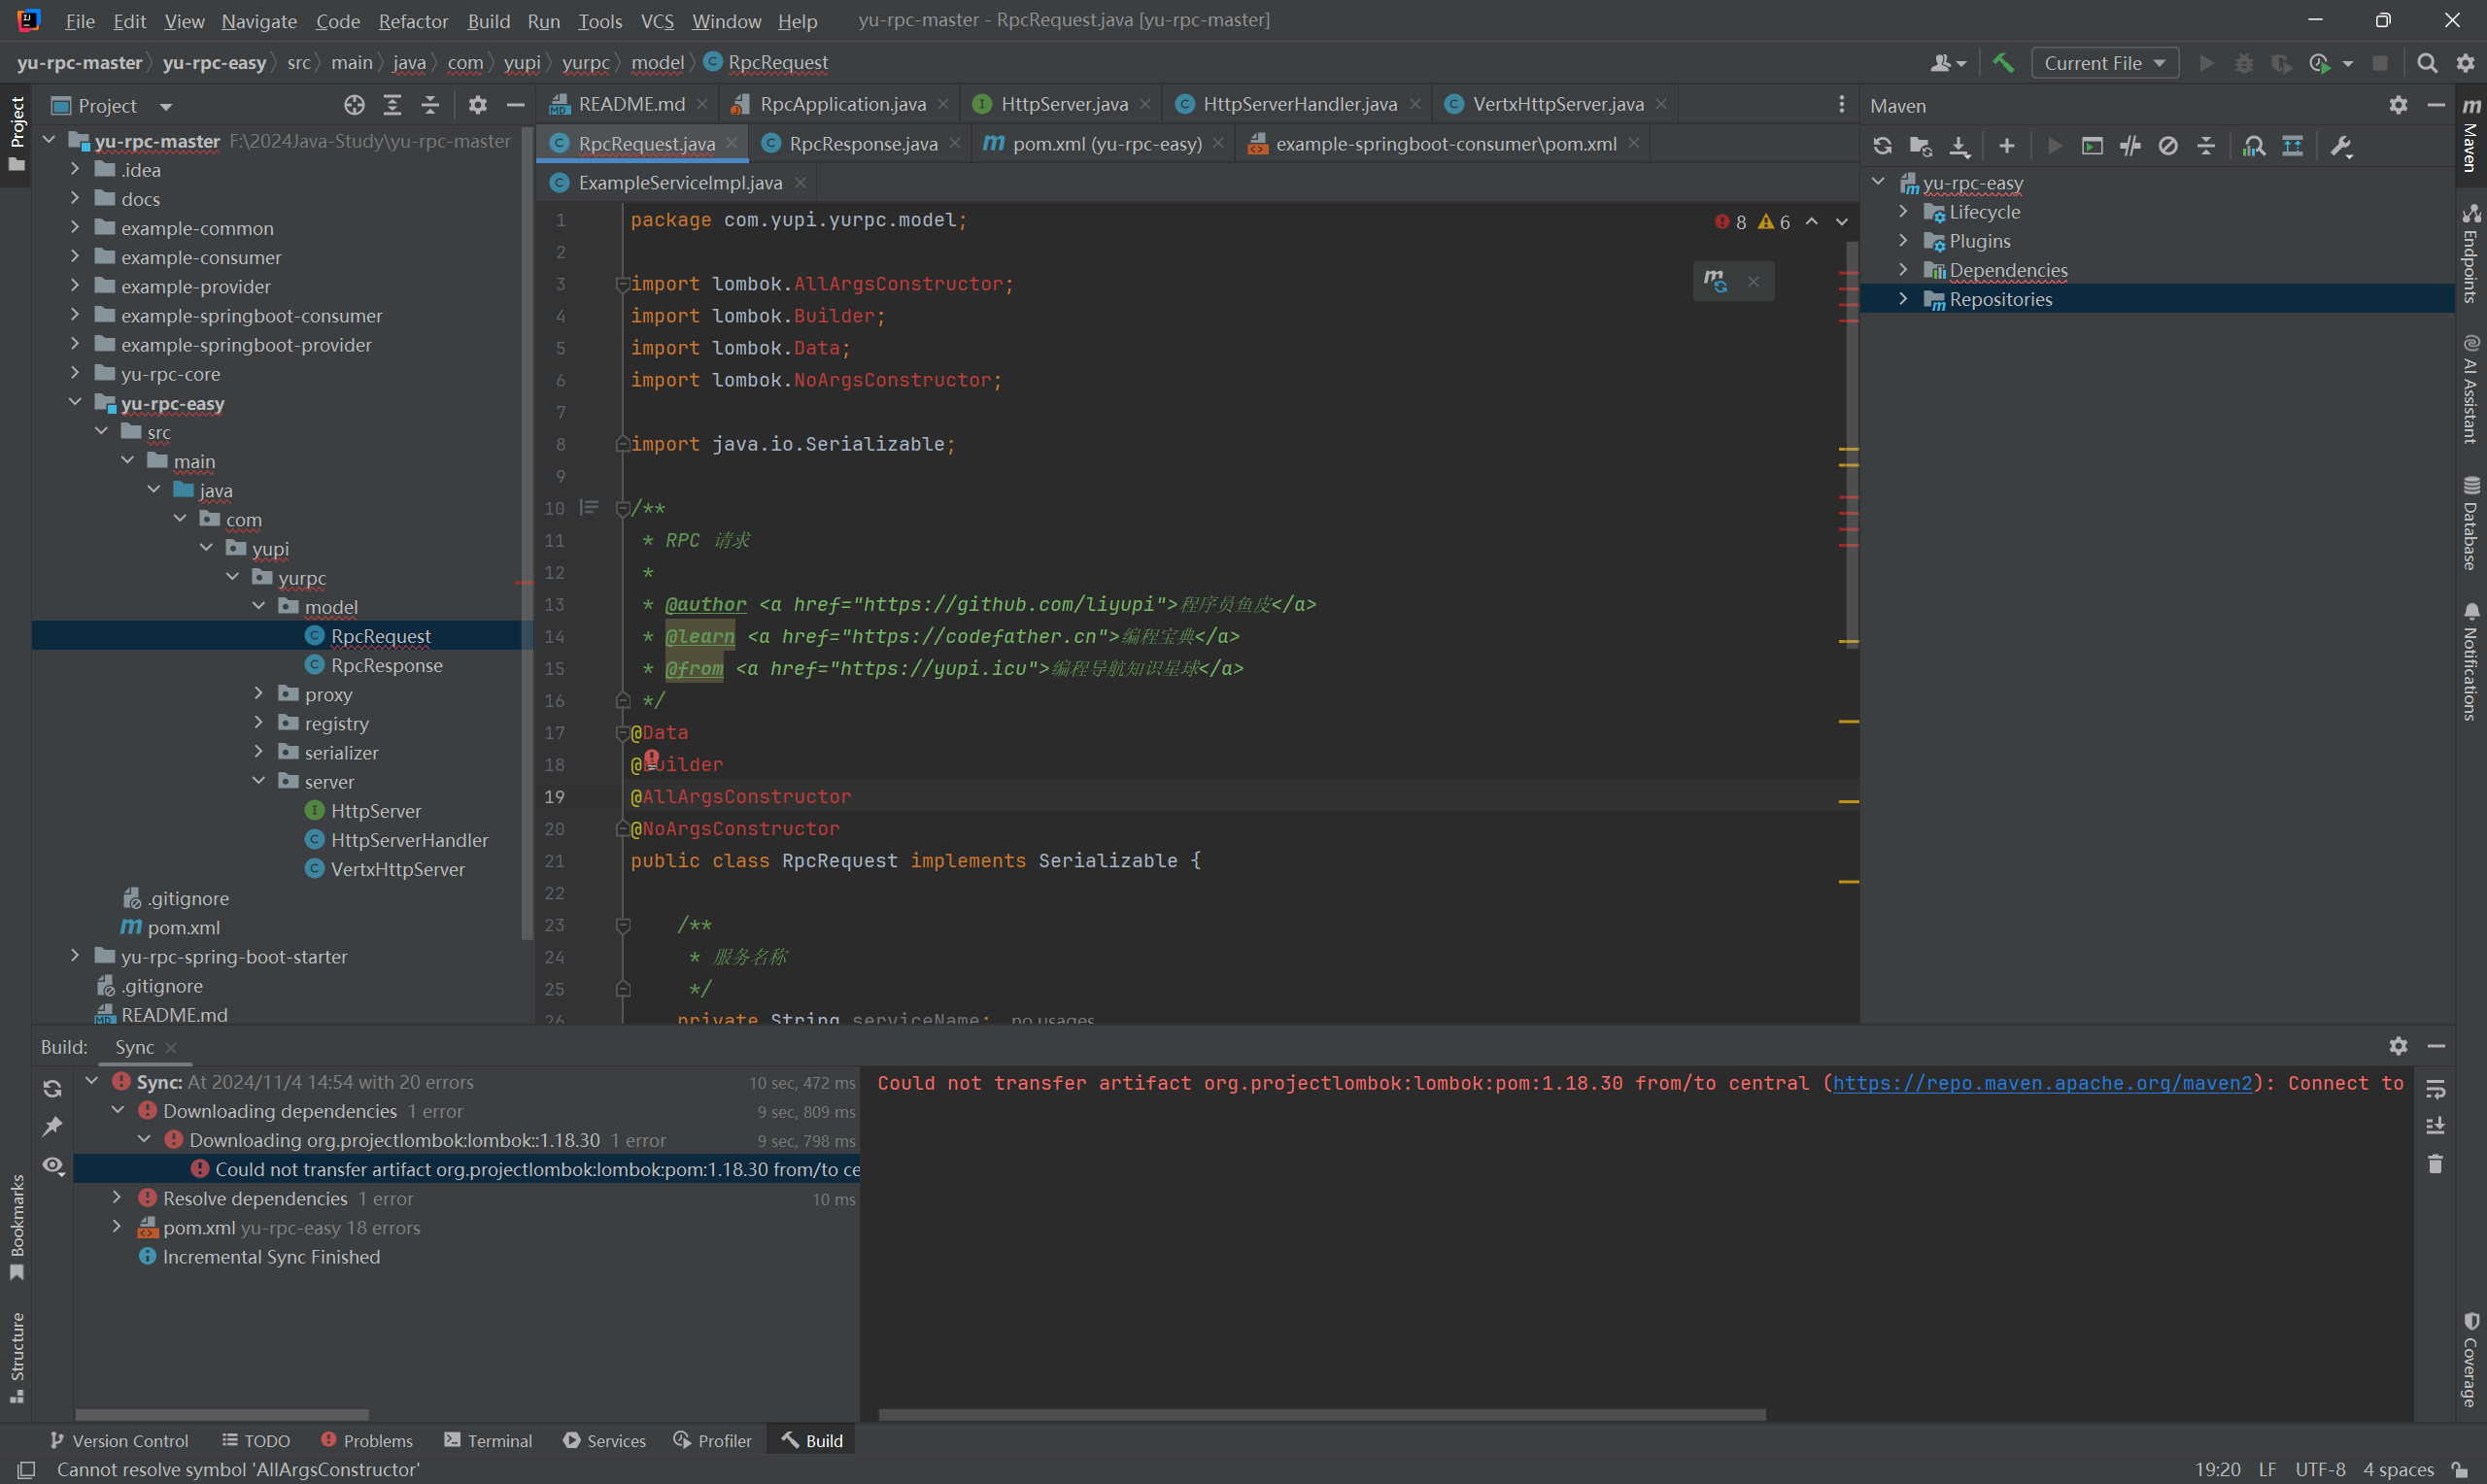 File Edit View Navigate Code Refactor Build Run Tools VCS Window Help yu-rpc-master - RpcRequest.java [yu-rpc-master]
yu-rpc-master yu-rpc-easy src main java com yupi yurpc model RpcRequest Current File
Project
README.md RpcApplication.java HttpServer.java HttpServerHandler.java VertxHttpServer.java
RpcRequest.java RpcResponse.java pom.xml (yu-rpc-easy) example-springboot-consumer\pom.xml
ExampleServiceImpl.java
Project
yu-rpc-master F:\2024Java-Study\yu-rpc-master
.idea
docs
example-common
example-consumer
example-provider
example-springboot-consumer
example-springboot-provider
yu-rpc-core
yu-rpc-easy
src
main
java
com
yupi
yurpc
model
RpcRequest
RpcResponse
proxy
registry
serializer
server
HttpServer
HttpServerHandler
VertxHttpServer
.gitignore
pom.xml
yu-rpc-spring-boot-starter
.gitignore
README.md
8 6
1 package com.yupi.yurpc.model;
2
3 import lombok.AllArgsConstructor;
4 import lombok.Builder;
5 import lombok.Data;
6 import lombok.NoArgsConstructor;
7
8 import java.io.Serializable;
9
10 /**
11 * RPC 请求
12 *
13 * @author <a href="https://github.com/liyupi">程序员鱼皮</a>
14 * @learn <a href="https://codefather.cn">编程宝典</a>
15 * @from <a href="https://yupi.icu">编程导航知识星球</a>
16 */
17 @Data
18 @Builder
19 @AllArgsConstructor
20 @NoArgsConstructor
21 public class RpcRequest implements Serializable {
22
23 /**
24 * 服务名称
25 */
26 private String serviceName; no usages
Maven
yu-rpc-easy
Lifecycle
Plugins
Dependencies
Repositories
Maven
Endpoints
AI Assistant
Database
Notifications
Coverage
Bookmarks
Structure
Build: Sync
Sync: At 2024/11/4 14:54 with 20 errors 10 sec, 472 ms
Downloading dependencies 1 error 9 sec, 809 ms
Downloading org.projectlombok:lombok::1.18.30 1 error 9 sec, 798 ms
Could not transfer artifact org.projectlombok:lombok:pom:1.18.30 from/to ce
Resolve dependencies 1 error 10 ms
pom.xml yu-rpc-easy 18 errors
Incremental Sync Finished
Could not transfer artifact org.projectlombok:lombok:pom:1.18.30 from/to central (https://repo.maven.apache.org/maven2): Connect to
Version Control TODO Problems Terminal Services Profiler Build
Cannot resolve symbol 'AllArgsConstructor' 19:20 LF UTF-8 4 spaces